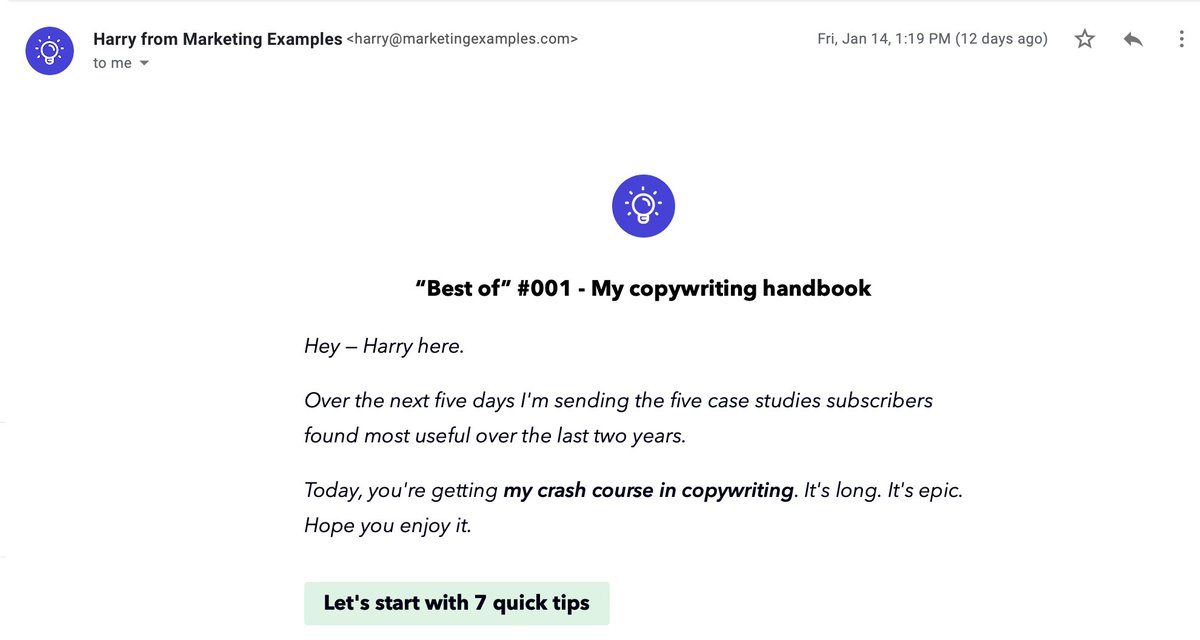 Harry from Marketing Examples <harry@marketingexamples.com> Fri, Jan 14, 1:19 PM (12 days ago)
to me
“Best of” #001 - My copywriting handbook
Hey – Harry here.
Over the next five days I'm sending the five case studies subscribers
found most useful over the last two years.
Today, you're getting my crash course in copywriting. It's long. It's epic.
Hope you enjoy it.
Let's start with 7 quick tips